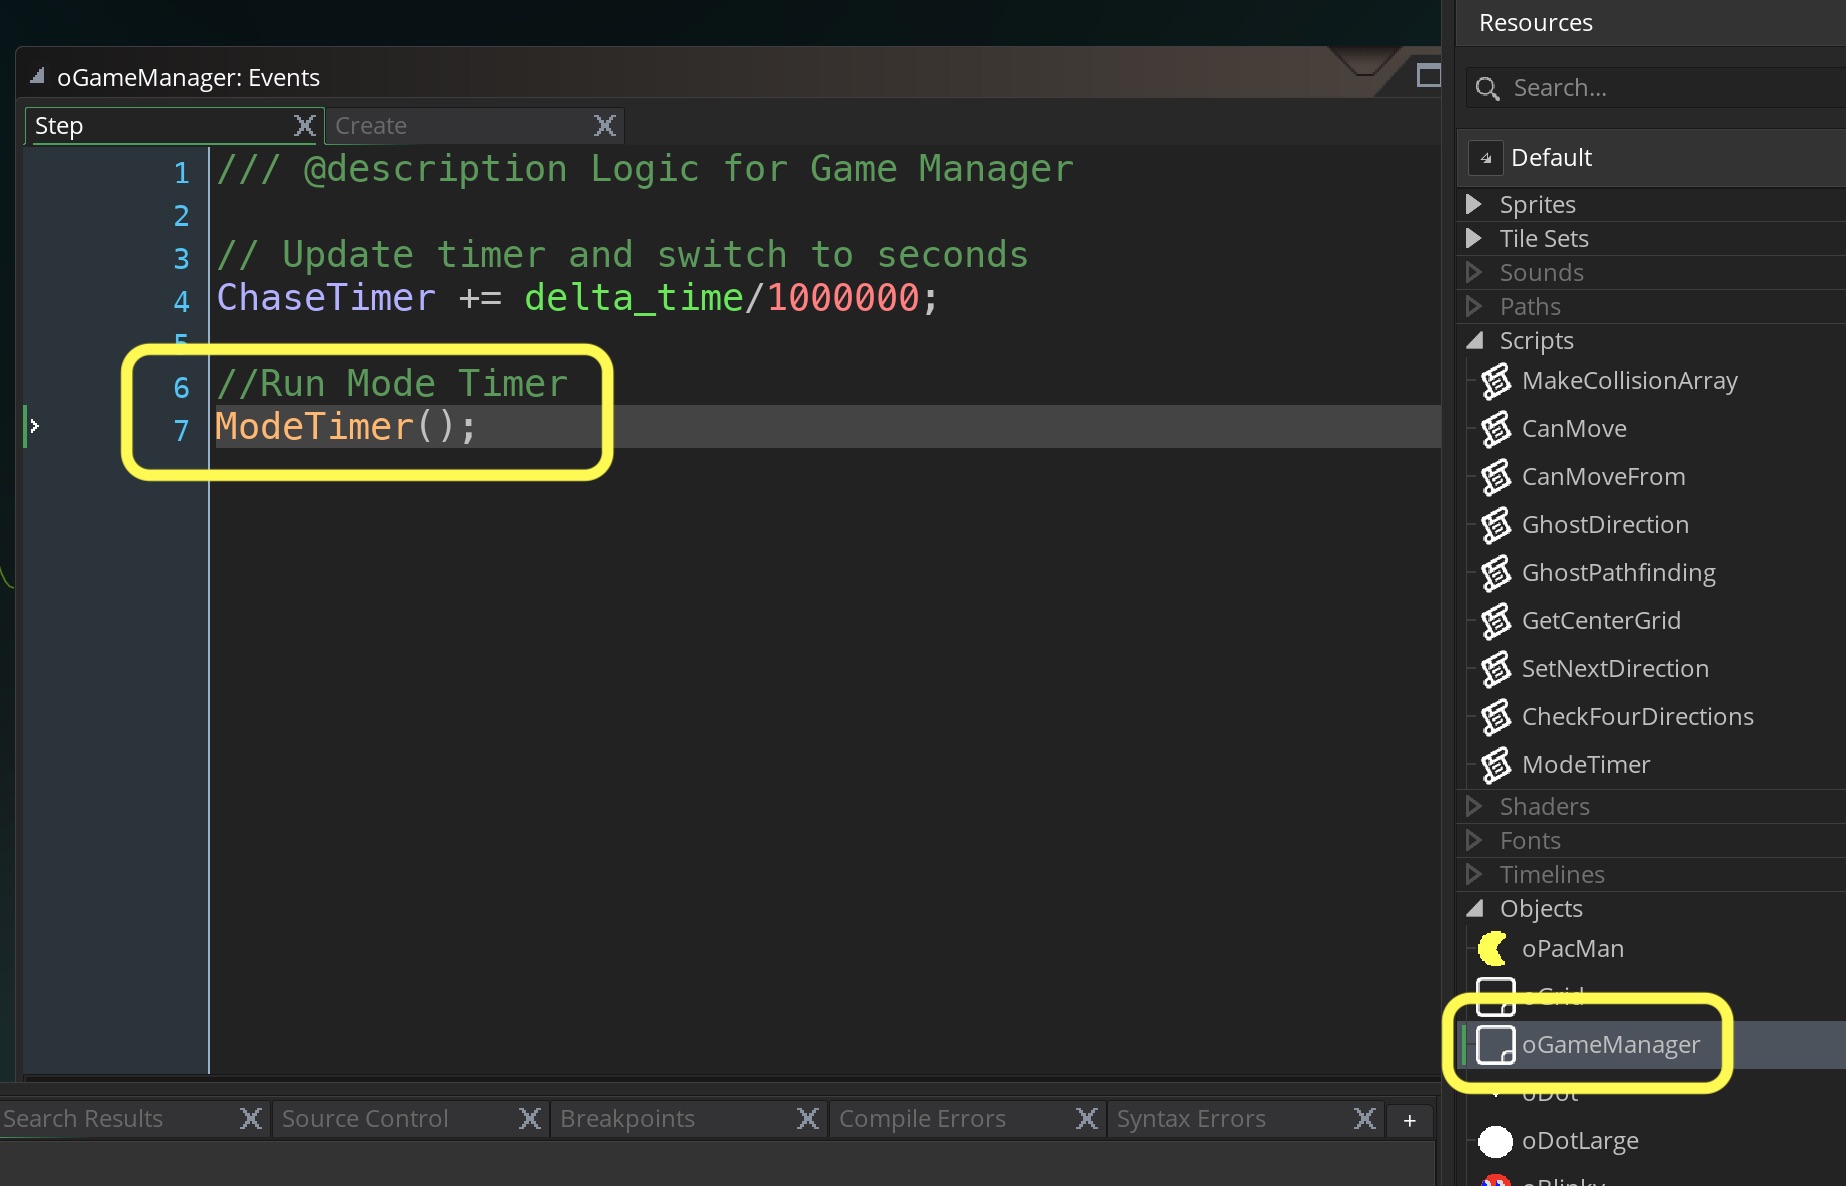 oGameManager: Events
Step
Create
1 /// @description Logic for Game Manager
2
3 // Update timer and switch to seconds
4 ChaseTimer += delta_time/1000000;
5
6 //Run Mode Timer
7 ModeTimer();
Search Results
Source Control
Breakpoints
Compile Errors
Syntax Errors
+
Resources
Search...
Default
Sprites
Tile Sets
Sounds
Paths
Scripts
MakeCollisionArray
CanMove
CanMoveFrom
GhostDirection
GhostPathfinding
GetCenterGrid
SetNextDirection
CheckFourDirections
ModeTimer
Shaders
Fonts
Timelines
Objects
oPacMan
oGrid
oGameManager
oDot
oDotLarge
oBlinky